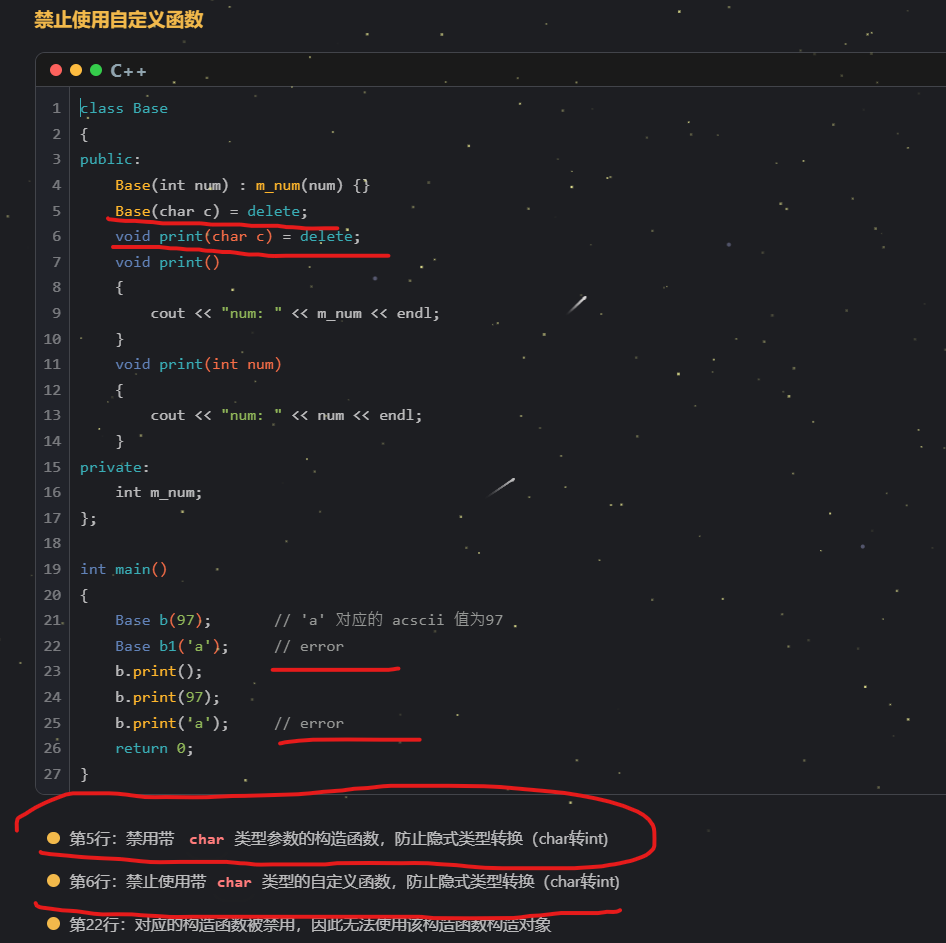 禁止使用自定义函数
C++
1 class Base
2 {
3 public:
4     Base(int num) : m_num(num) {}
5     Base(char c) = delete;
6     void print(char c) = delete;
7     void print()
8     {
9         cout << "num: " << m_num << endl;
10     }
11     void print(int num)
12     {
13         cout << "num: " << num << endl;
14     }
15 private:
16     int m_num;
17 };
18
19 int main()
20 {
21     Base b(97);       // 'a' 对应的 acscii 值为97
22     Base b1('a');     // error
23     b.print();
24     b.print(97);
25     b.print('a');     // error
26     return 0;
27 }
第5行：禁用带 char 类型参数的构造函数，防止隐式类型转换（char转int)
第6行：禁止使用带 char 类型的自定义函数，防止隐式类型转换（char转int)
第22行：对应的构造函数被禁用，因此无法使用该构造函数构造对象